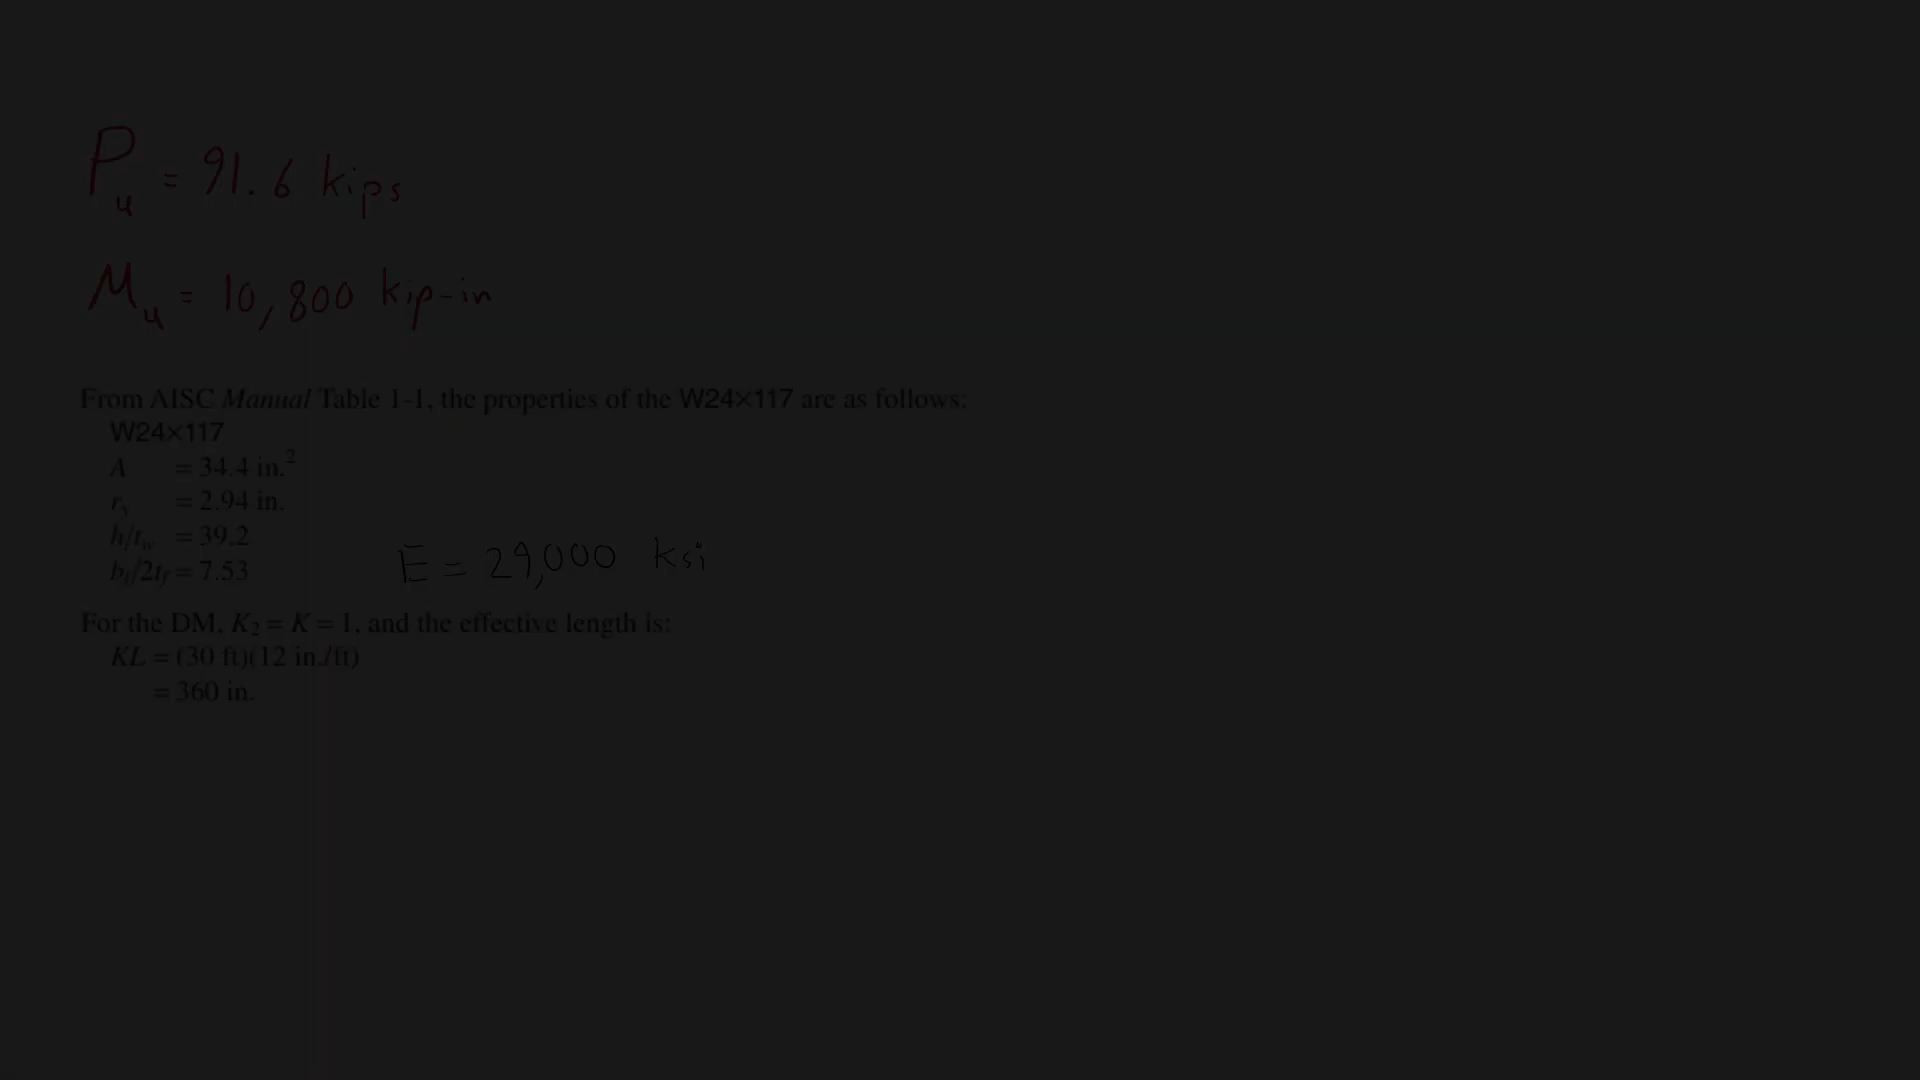 Pu = 91.6 kips
Mu = 10,800 kip-in
From AISC Manual Table 1-1, the properties of the W24×117 are as follows:
W24×117
A = 34.4 in.²
ry = 2.94 in.
h/tw = 39.2
bf/2tf = 7.53
E = 29,000 ksi
For the DM, K₂ = K = 1, and the effective length is:
KL = (30 ft)(12 in./ft)
= 360 in.